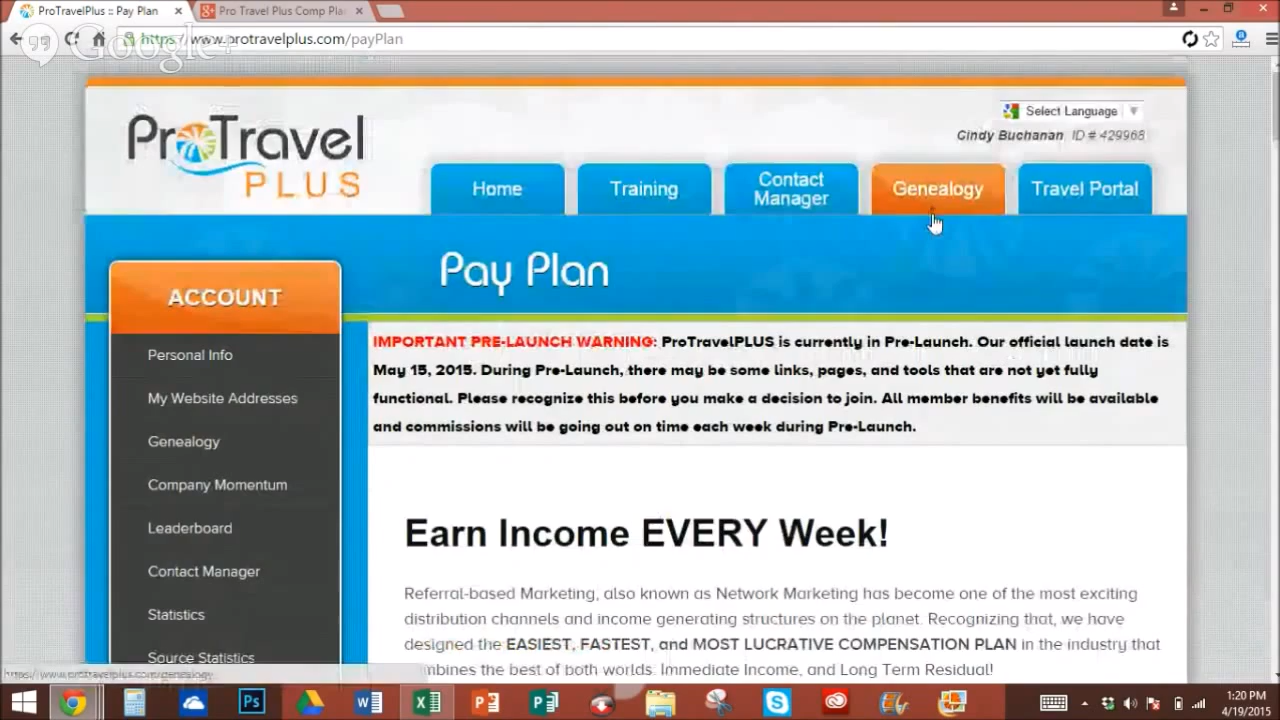 ProTravelPlus :: Pay Plan
Pro Travel Plus Comp Pla
https://www.protravelplus.com/payPlan
Google+
Select Language
Cindy Buchanan ID # 429968
ProTravel
PLUS
Home
Training
Contact
Manager
Genealogy
Travel Portal
Pay Plan
ACCOUNT
Personal Info
My Website Addresses
Genealogy
Company Momentum
Leaderboard
Contact Manager
Statistics
Source Statistics
IMPORTANT PRE-LAUNCH WARNING: ProTravelPLUS is currently in Pre-Launch. Our official launch date is
May 15, 2015. During Pre-Launch, there may be some links, pages, and tools that are not yet fully
functional. Please recognize this before you make a decision to join. All member benefits will be available
and commissions will be going out on time each week during Pre-Launch.
Earn Income EVERY Week!
Referral-based Marketing, also known as Network Marketing has become one of the most exciting
distribution channels and income generating structures on the planet. Recognizing that, we have
designed the EASIEST, FASTEST, and MOST LUCRATIVE COMPENSATION PLAN in the industry that
mbines the best of both worlds. Immediate Income, and Long Term Residual!
https://www.protravelplus.com/genealogy
1:20 PM
4/19/2015